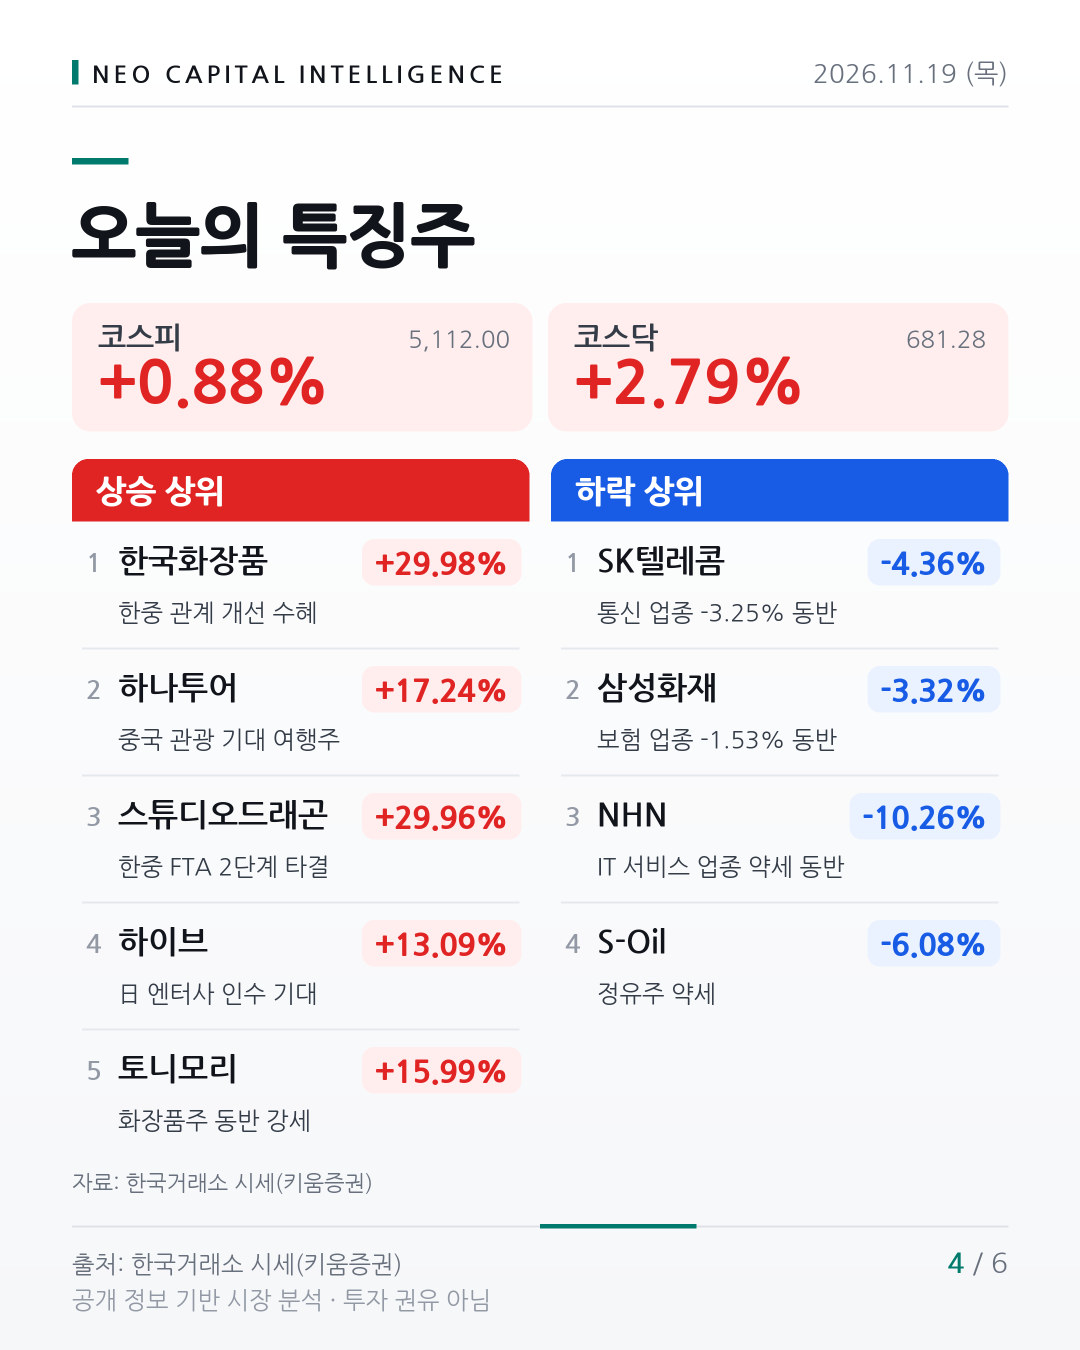 NEO CAPITAL INTELLIGENCE
2026.11.19 (목)
오늘의 특징주
코스피 5,112.00
+0.88%
코스닥 681.28
+2.79%
상승 상위
1 한국화장품 +29.98%
한중 관계 개선 수혜
2 하나투어 +17.24%
중국 관광 기대 여행주
3 스튜디오드래곤 +29.96%
한중 FTA 2단계 타결
4 하이브 +13.09%
日 엔터사 인수 기대
5 토니모리 +15.99%
화장품주 동반 강세
하락 상위
1 SK텔레콤 -4.36%
통신 업종 -3.25% 동반
2 삼성화재 -3.32%
보험 업종 -1.53% 동반
3 NHN -10.26%
IT 서비스 업종 약세 동반
4 S-Oil -6.08%
정유주 약세
자료: 한국거래소 시세(키움증권)
출처: 한국거래소 시세(키움증권)
4 / 6
공개 정보 기반 시장 분석 · 투자 권유 아님